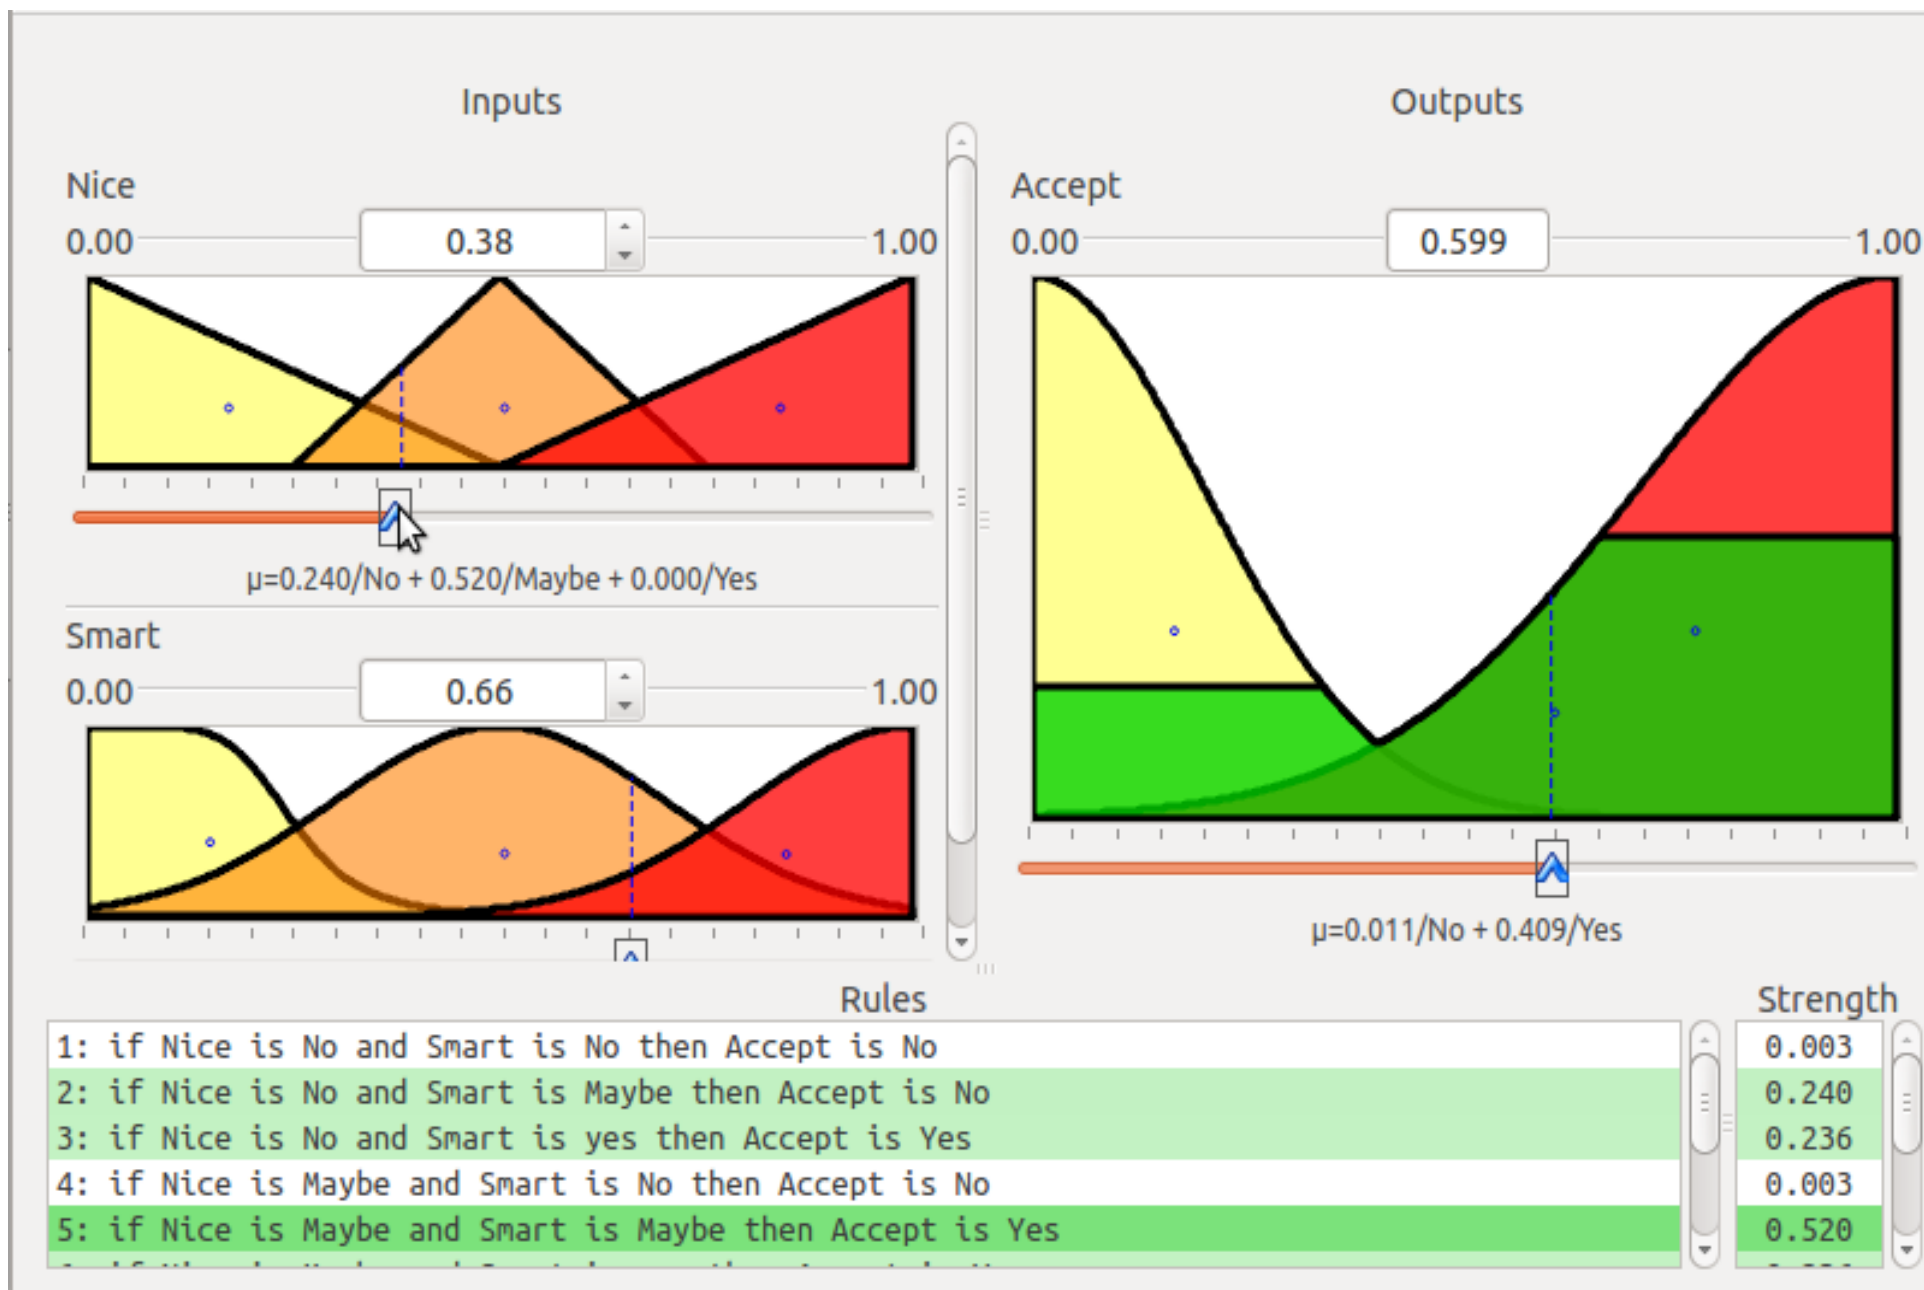 Inputs
Nice
0.00 0.38 1.00
μ=0.240/No + 0.520/Maybe + 0.000/Yes
Smart
0.00 0.66 1.00
Outputs
Accept
0.00 0.599 1.00
μ=0.011/No + 0.409/Yes
Rules Strength
1: if Nice is No and Smart is No then Accept is No 0.003
2: if Nice is No and Smart is Maybe then Accept is No 0.240
3: if Nice is No and Smart is yes then Accept is Yes 0.236
4: if Nice is Maybe and Smart is No then Accept is No 0.003
5: if Nice is Maybe and Smart is Maybe then Accept is Yes 0.520